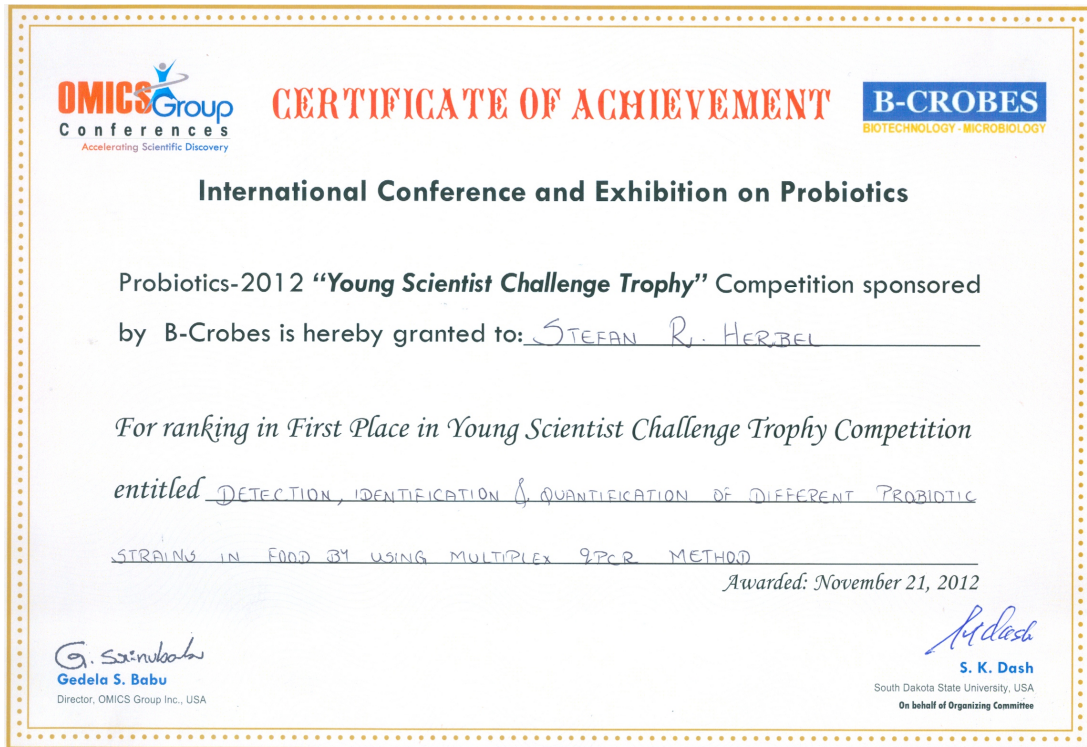 OMICS Group
Conferences
Accelerating Scientific Discovery
CERTIFICATE OF ACHIEVEMENT
B-CROBES
BIOTECHNOLOGY - MICROBIOLOGY
International Conference and Exhibition on Probiotics
Probiotics-2012 “Young Scientist Challenge Trophy” Competition sponsored
by B-Crobes is hereby granted to: STEFAN R. HERBEL
For ranking in First Place in Young Scientist Challenge Trophy Competition
entitled DETECTION, IDENTIFICATION & QUANTIFICATION OF DIFFERENT PROBIOTIC
STRAINS IN FOOD BY USING MULTIPLEX qPCR METHOD
Awarded: November 21, 2012
G. Srinubabu
Gedela S. Babu
Director, OMICS Group Inc., USA
S. K. Dash
South Dakota State University, USA
On behalf of Organizing Committee